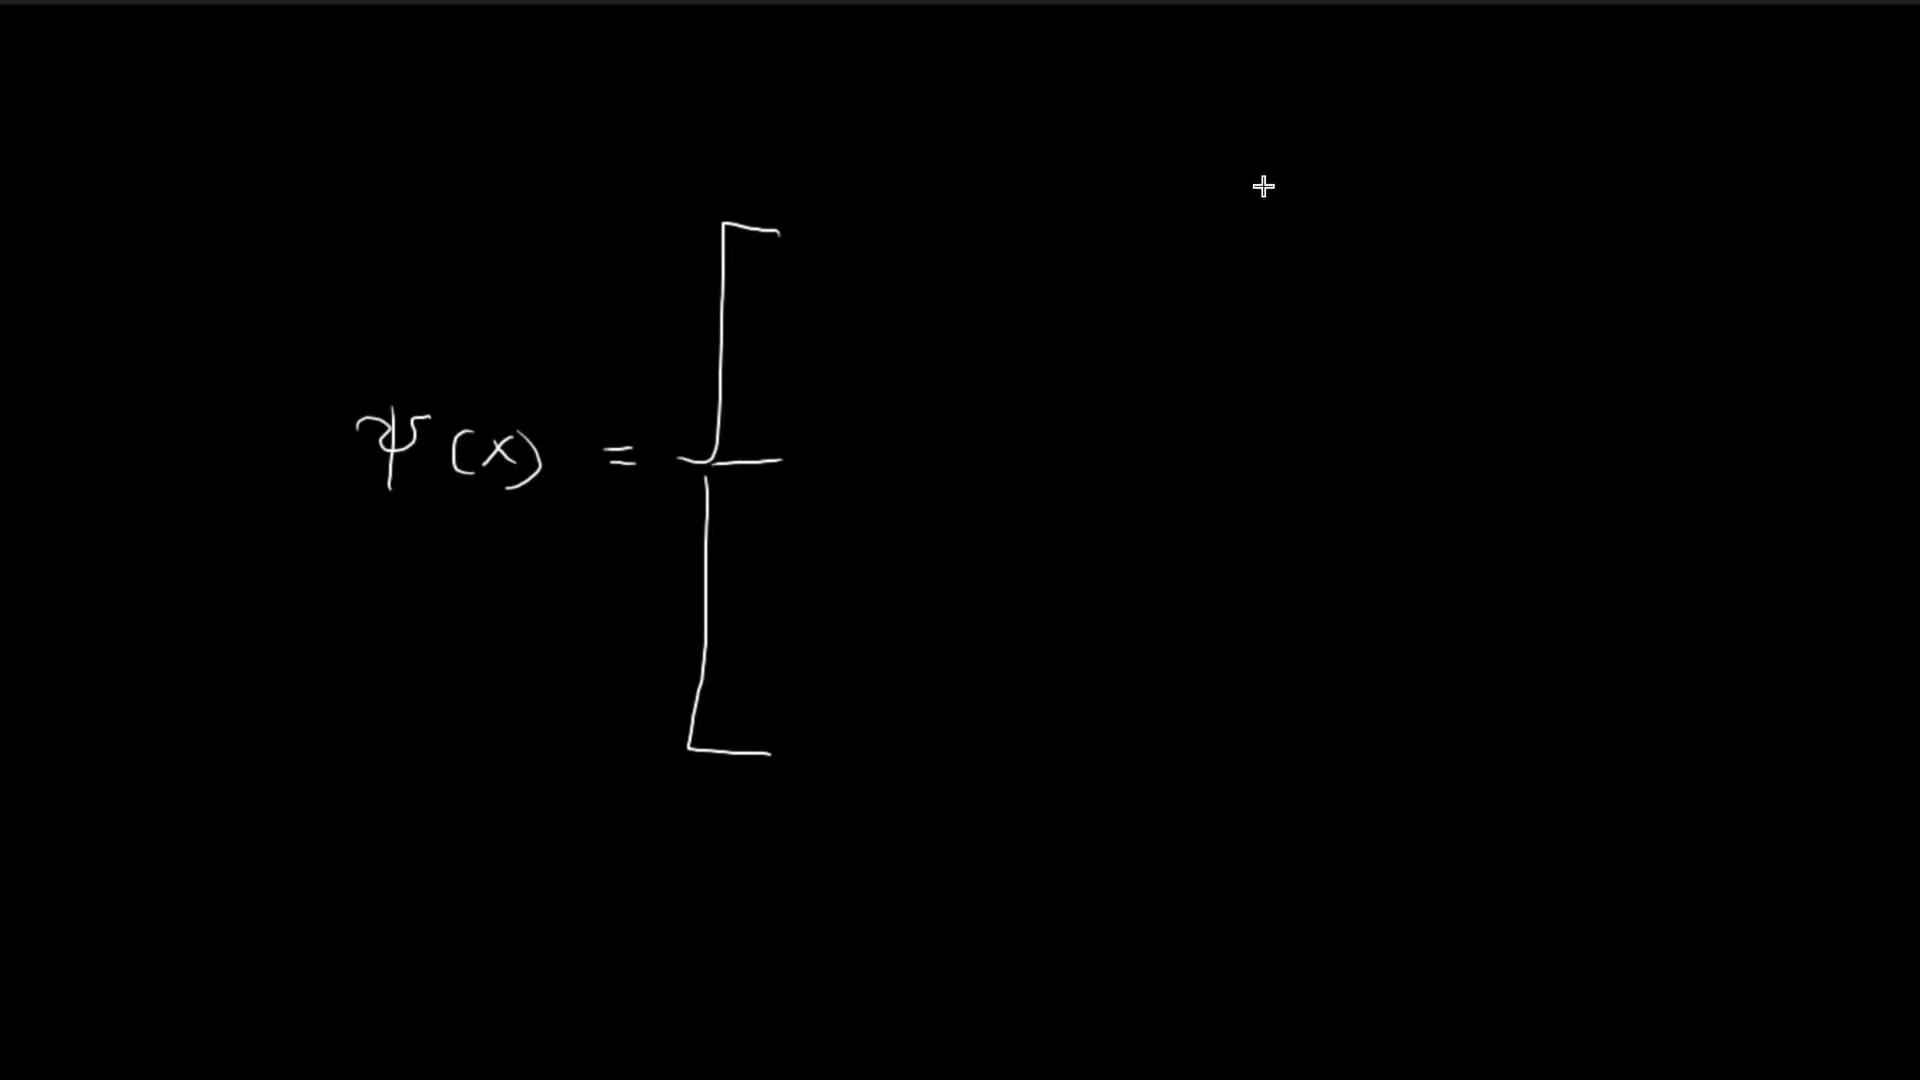 ψ(x) =